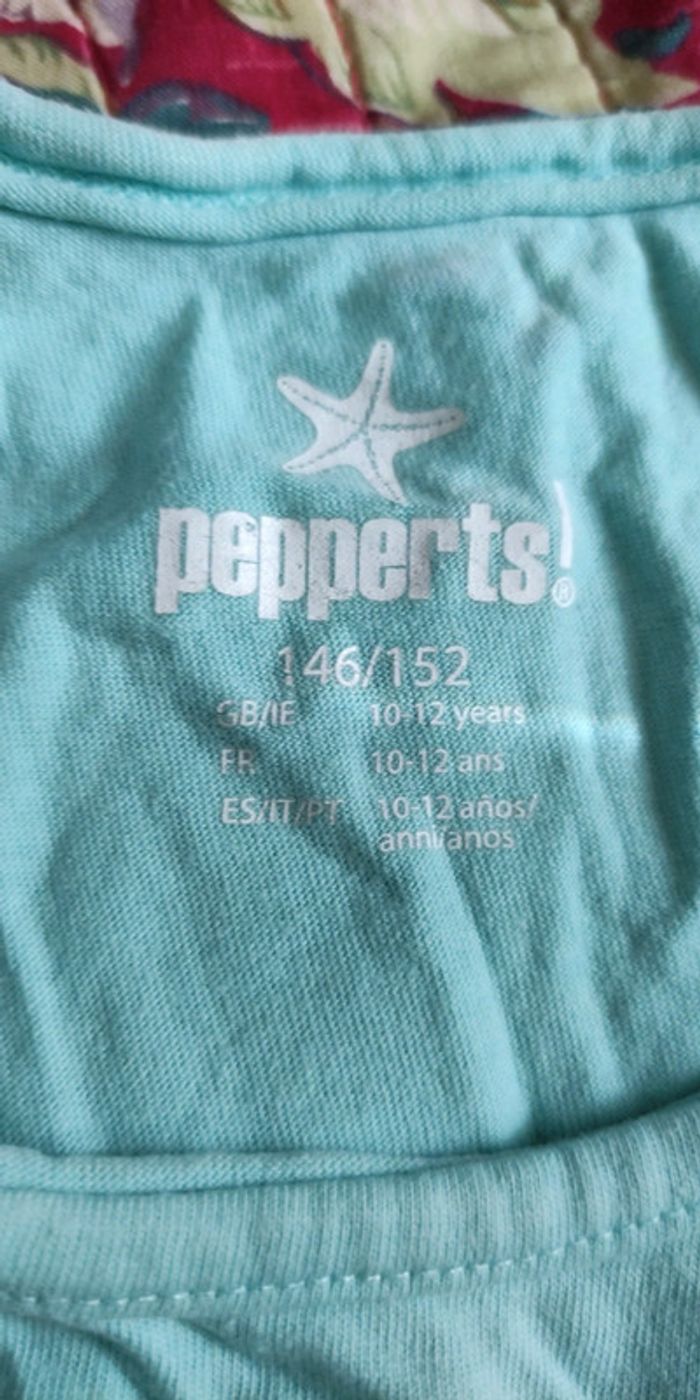 pepperts!®
146/152
GB/IE 10-12 years
FR 10-12 ans
ES/IT/PT 10-12 años/
anni/anos